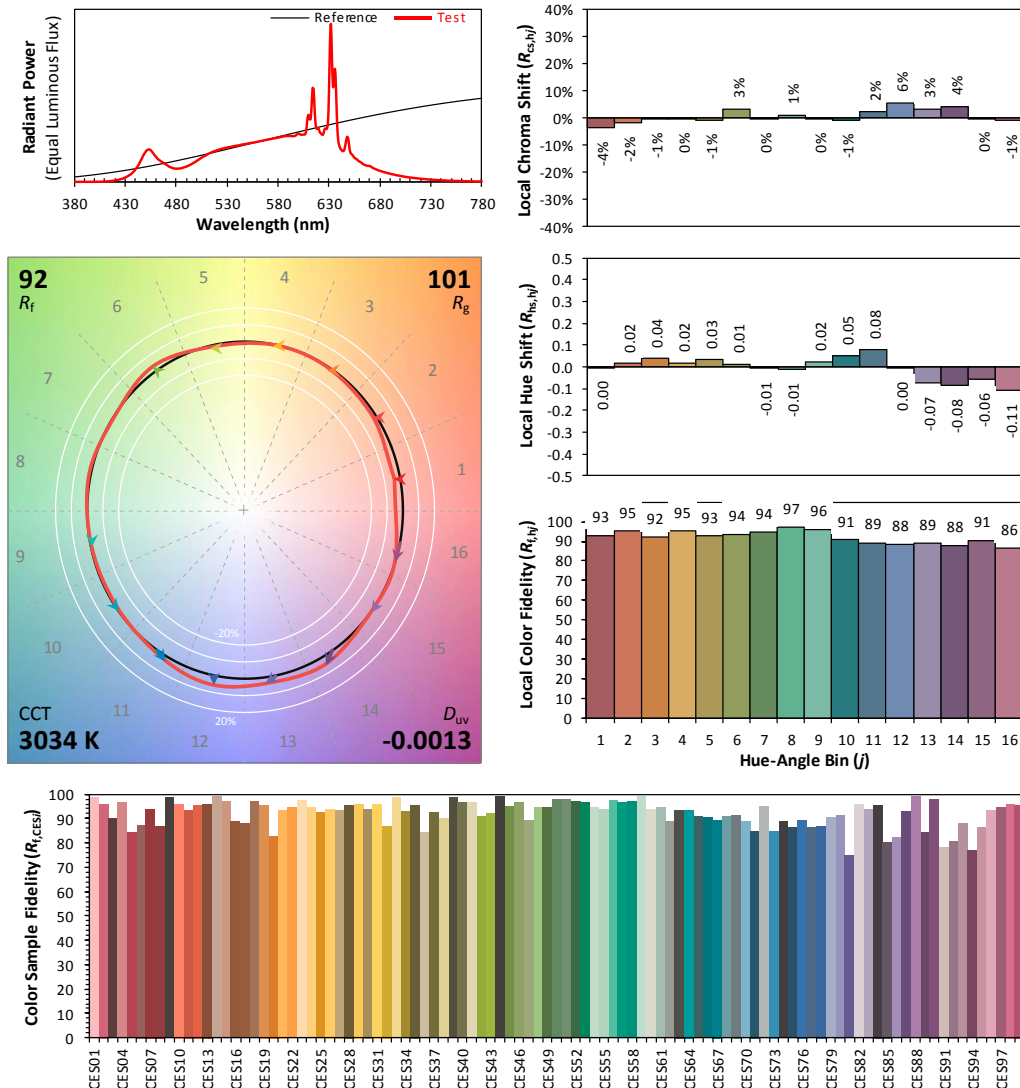 Reference Test
Radiant Power
(Equal Luminous Flux)
380 430 480 530 580 630 680 730 780
Wavelength (nm)
Local Chroma Shift (Rcs,hj)
40%
30%
20%
10%
0%
-10%
-20%
-30%
-40%
-4% -2% -1% 0% -1% 3% 0% 1% 0% -1% 2% 6% 3% 4% 0% -1%
92
Rf
101
Rg
5 4
6 3
7 2
8 1
9 16
10 15
11 14
12 13
-20%
20%
CCT
3034 K
Duv
-0.0013
Local Hue Shift (Rhs,hj)
0.5
0.4
0.3
0.2
0.1
0.0
-0.1
-0.2
-0.3
-0.4
-0.5
0.00 0.02 0.04 0.02 0.03 0.01 -0.01 -0.01 0.02 0.05 0.08 0.00 -0.07 -0.08 -0.06 -0.11
Local Color Fidelity (Rf,hj)
100
90
80
70
60
50
40
30
20
10
0
93 95 92 95 93 94 94 97 96 91 89 88 89 88 91 86
1 2 3 4 5 6 7 8 9 10 11 12 13 14 15 16
Hue-Angle Bin (j)
Color Sample Fidelity (Rf,CESi)
100
90
80
70
60
50
40
30
20
10
0
CES01 CES04 CES07 CES10 CES13 CES16 CES19 CES22 CES25 CES28 CES31 CES34 CES37 CES40 CES43 CES46 CES49 CES52 CES55 CES58 CES61 CES64 CES67 CES70 CES73 CES76 CES79 CES82 CES85 CES88 CES91 CES94 CES97